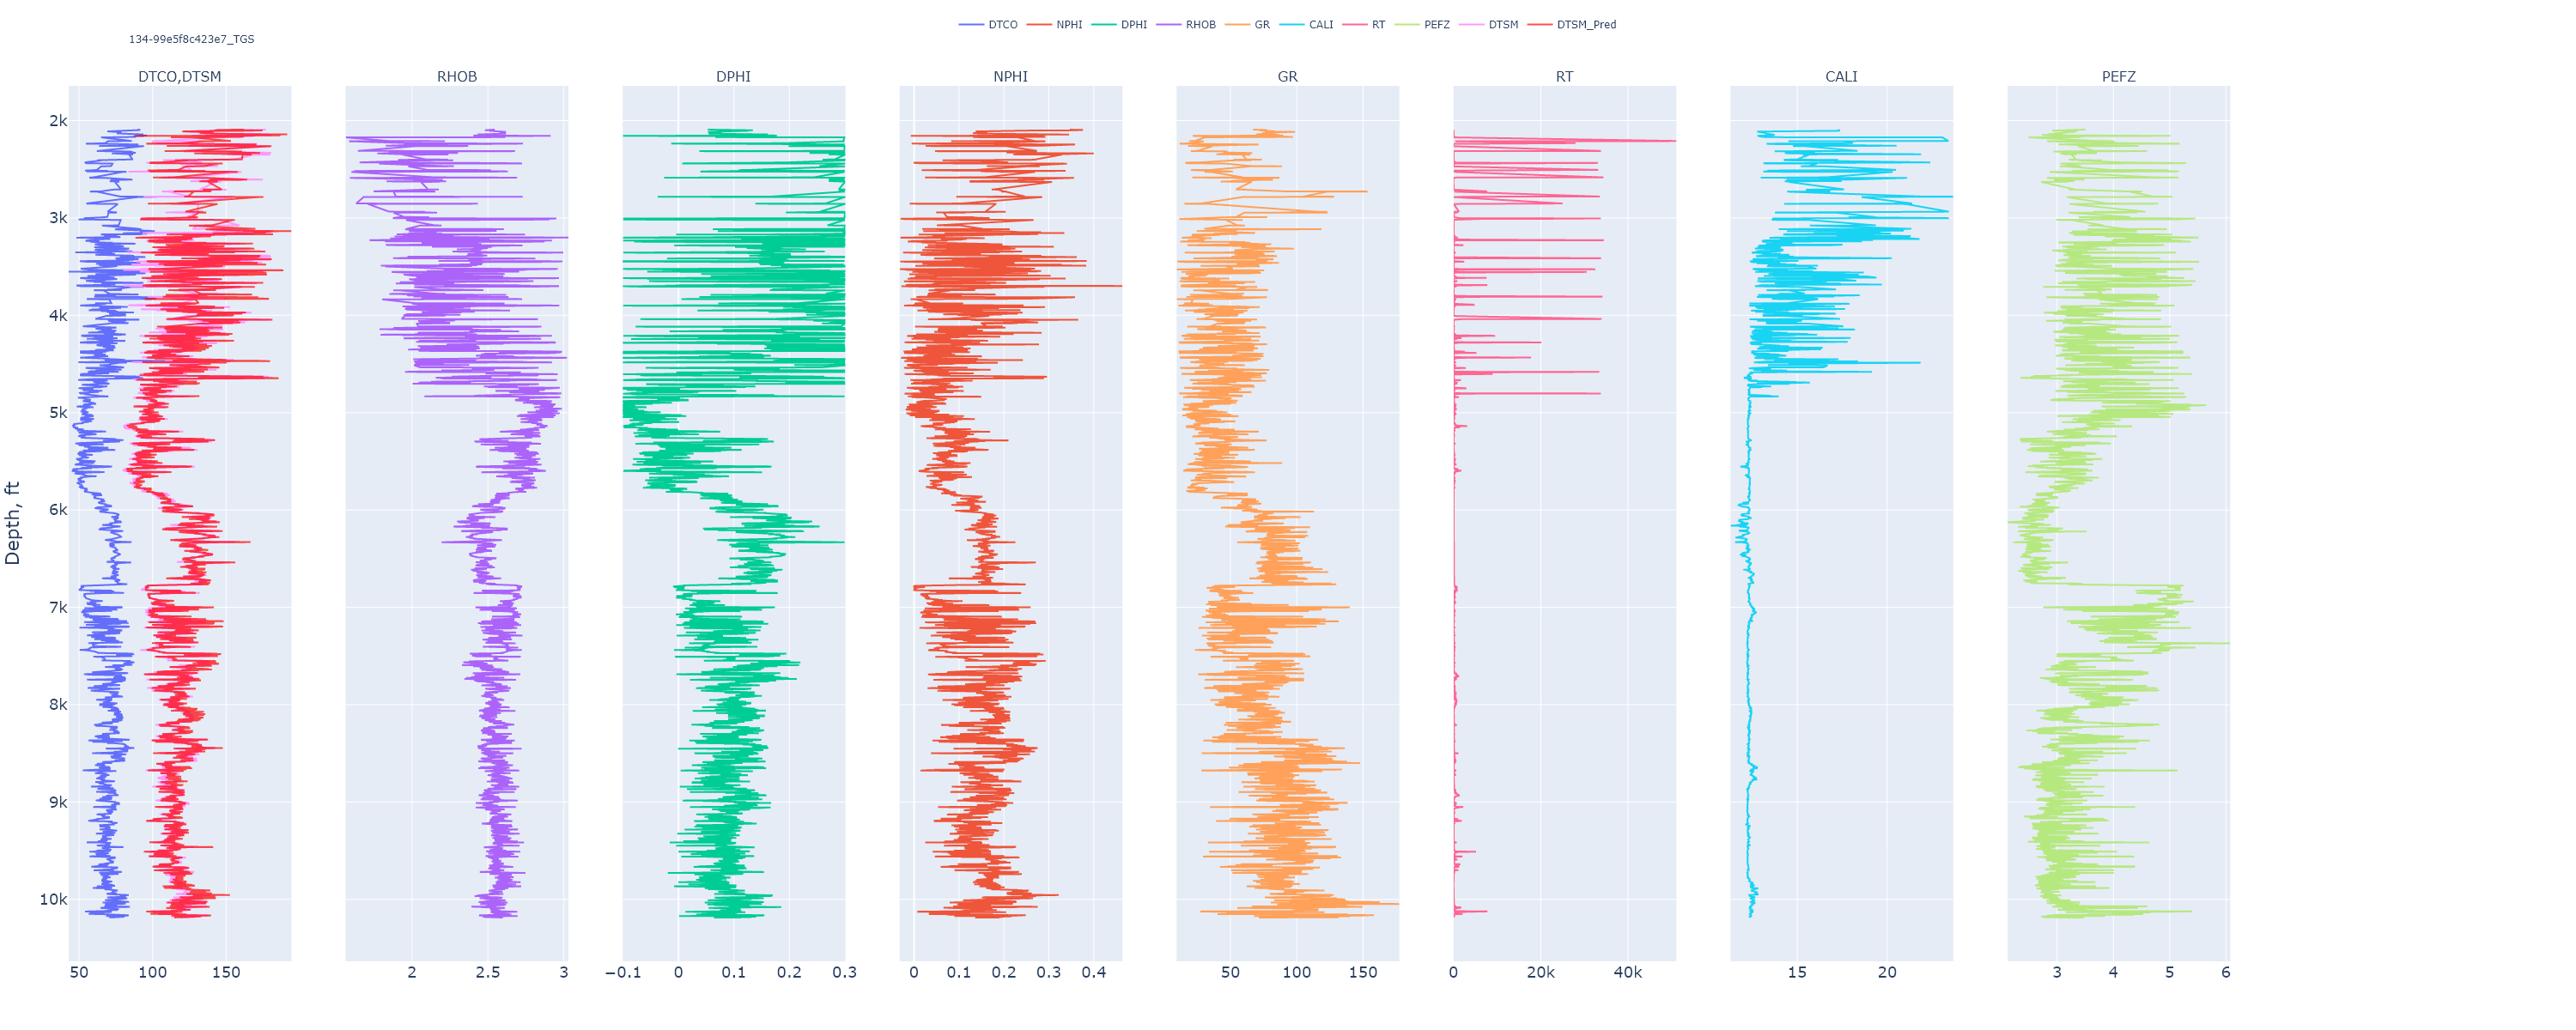 DTCO NPHI DPHI RHOB GR CALI RT PEFZ DTSM DTSM_Pred
134-99e5f8c423e7_TGS
DTCO,DTSM RHOB DPHI NPHI GR RT CALI PEFZ
2k
3k
4k
5k
6k
7k
8k
9k
10k
Depth, ft
50 100 150 2 2.5 3 −0.1 0 0.1 0.2 0.3 0 0.1 0.2 0.3 0.4 50 100 150 0 20k 40k 15 20 3 4 5 6